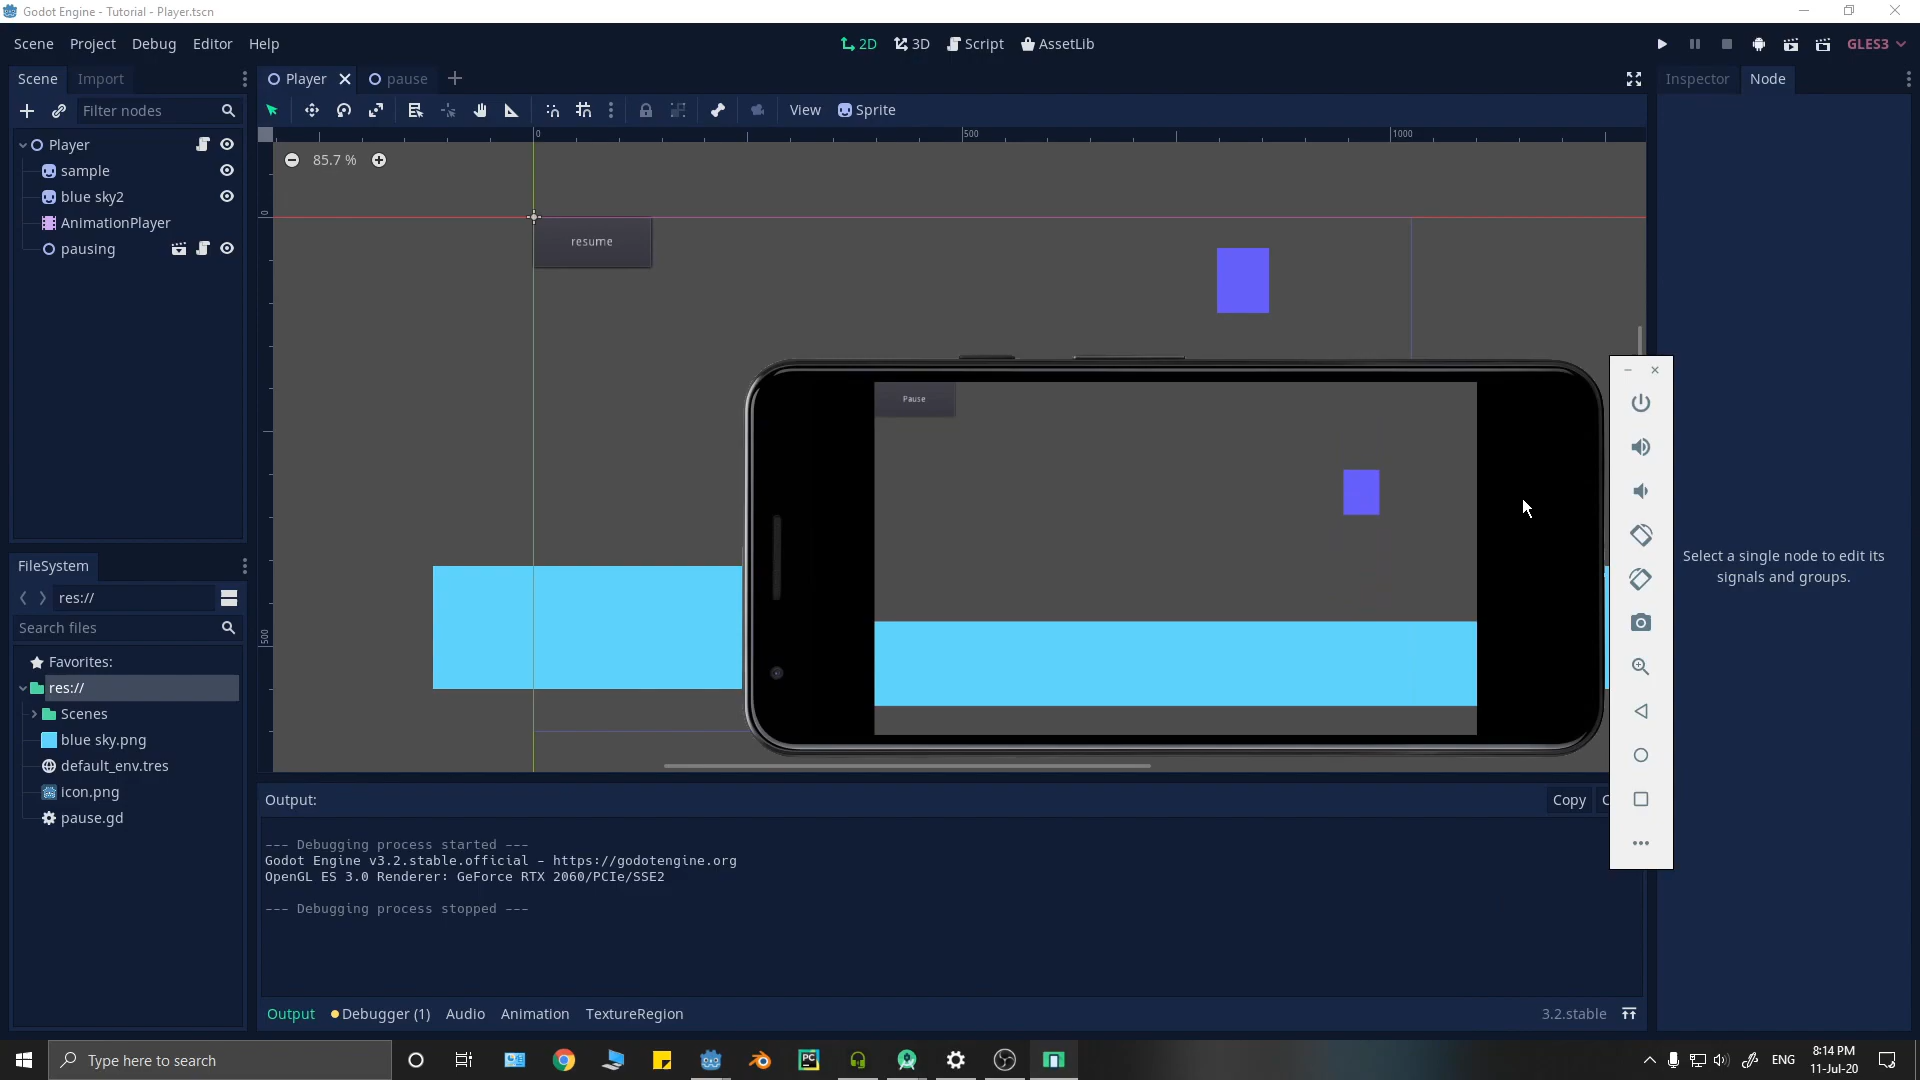 Godot Engine - Tutorial - Player.tscn
Scene Project Debug Editor Help
2D 3D Script AssetLib
GLES3
Scene Import
Player pause
Inspector Node
Filter nodes
View Sprite
Player
sample
blue sky2
AnimationPlayer
pausing
0 500 1000
85.7 %
0
500
resume
Pause
Select a single node to edit its
signals and groups.
FileSystem
res://
Search files
Favorites:
res://
Scenes
blue sky.png
default_env.tres
icon.png
pause.gd
Output:
Copy C
--- Debugging process started ---
Godot Engine v3.2.stable.official - https://godotengine.org
OpenGL ES 3.0 Renderer: GeForce RTX 2060/PCIe/SSE2
--- Debugging process stopped ---
Output Debugger (1) Audio Animation TextureRegion
3.2.stable
Type here to search
PC
ENG
8:14 PM
11-Jul-20